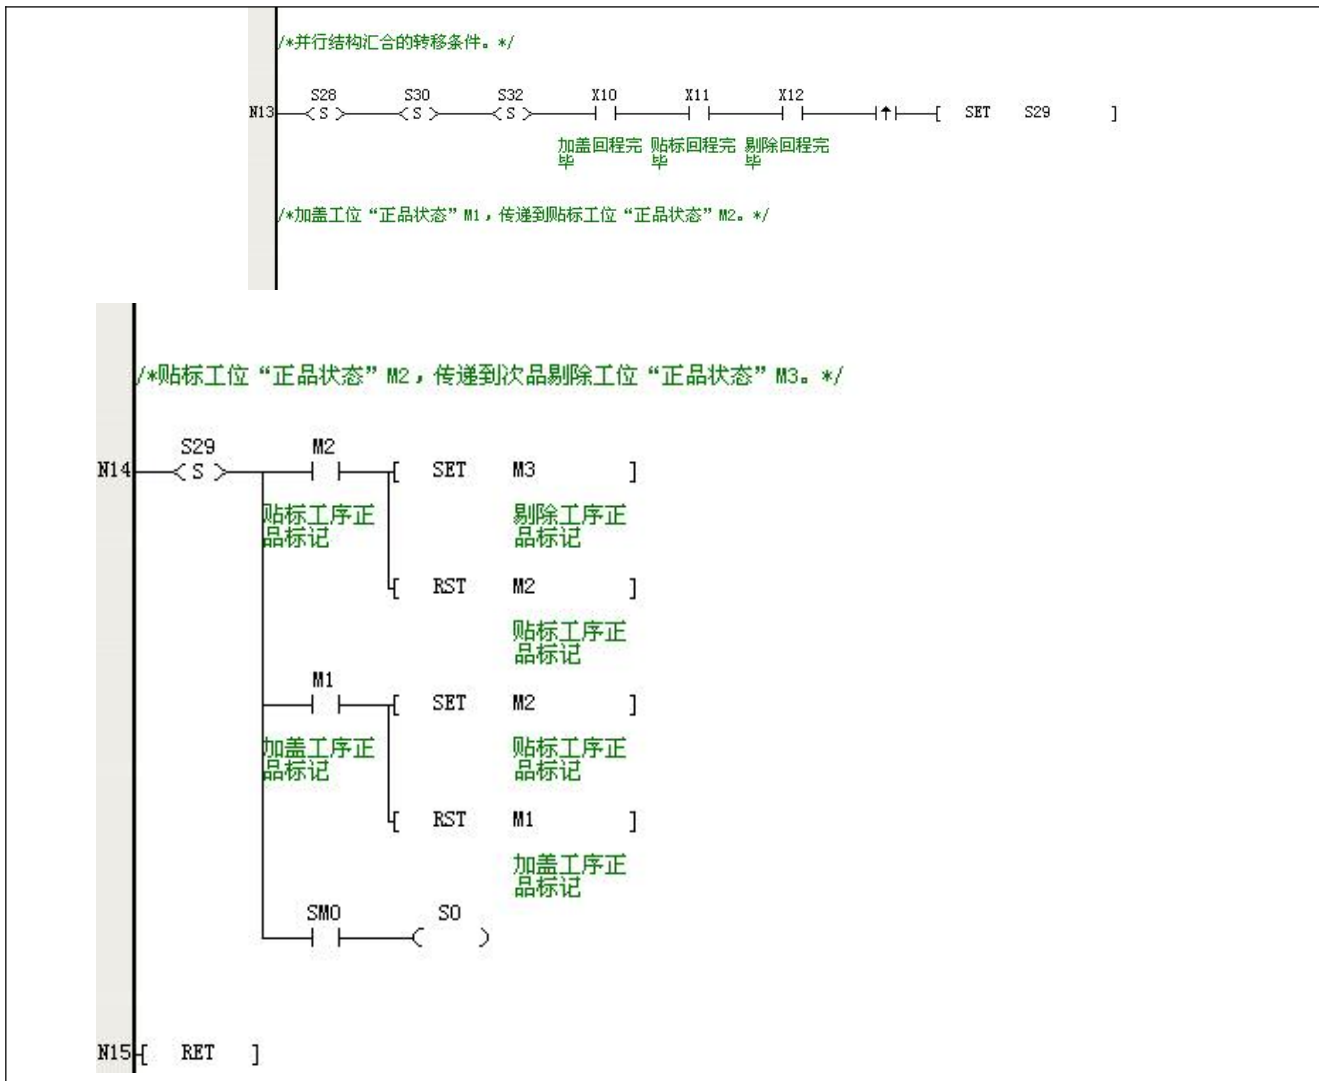 /*并行结构汇合的转移条件。*/
S28 S30 S32 X10 X11 X12
N13 < S > < S > < S > [ SET S29 ]
加盖回程完毕 贴标回程完毕 剔除回程完毕
/*加盖工位“正品状态”M1，传递到贴标工位“正品状态”M2。*/
/*贴标工位“正品状态”M2，传递到次品剔除工位“正品状态”M3。*/
S29 M2
N14 < S > [ SET M3 ]
贴标工序正 剔除工序正
品标记 品标记
[ RST M2 ]
贴标工序正
品标记
M1
[ SET M2 ]
加盖工序正 贴标工序正
品标记 品标记
[ RST M1 ]
加盖工序正
品标记
SM0 S0
( )
N15 [ RET ]